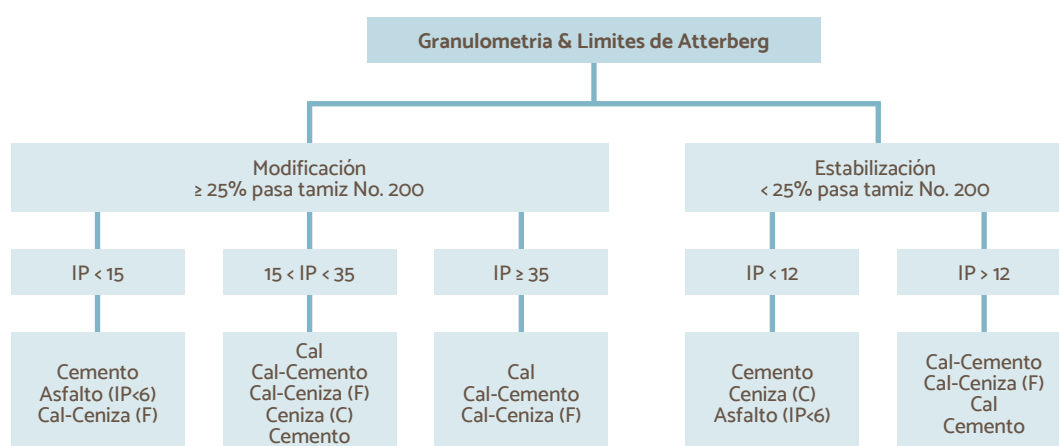 Granulometria & Limites de Atterberg
Modificación
≥ 25% pasa tamiz No. 200
Estabilización
< 25% pasa tamiz No. 200
IP < 15
15 < IP < 35
IP ≥ 35
IP < 12
IP > 12
Cemento
Asfalto (IP<6)
Cal-Ceniza (F)
Cal
Cal-Cemento
Cal-Ceniza (F)
Ceniza (C)
Cemento
Cal
Cal-Cemento
Cal-Ceniza (F)
Cemento
Ceniza (C)
Asfalto (IP<6)
Cal-Cemento
Cal-Ceniza (F)
Cal
Cemento